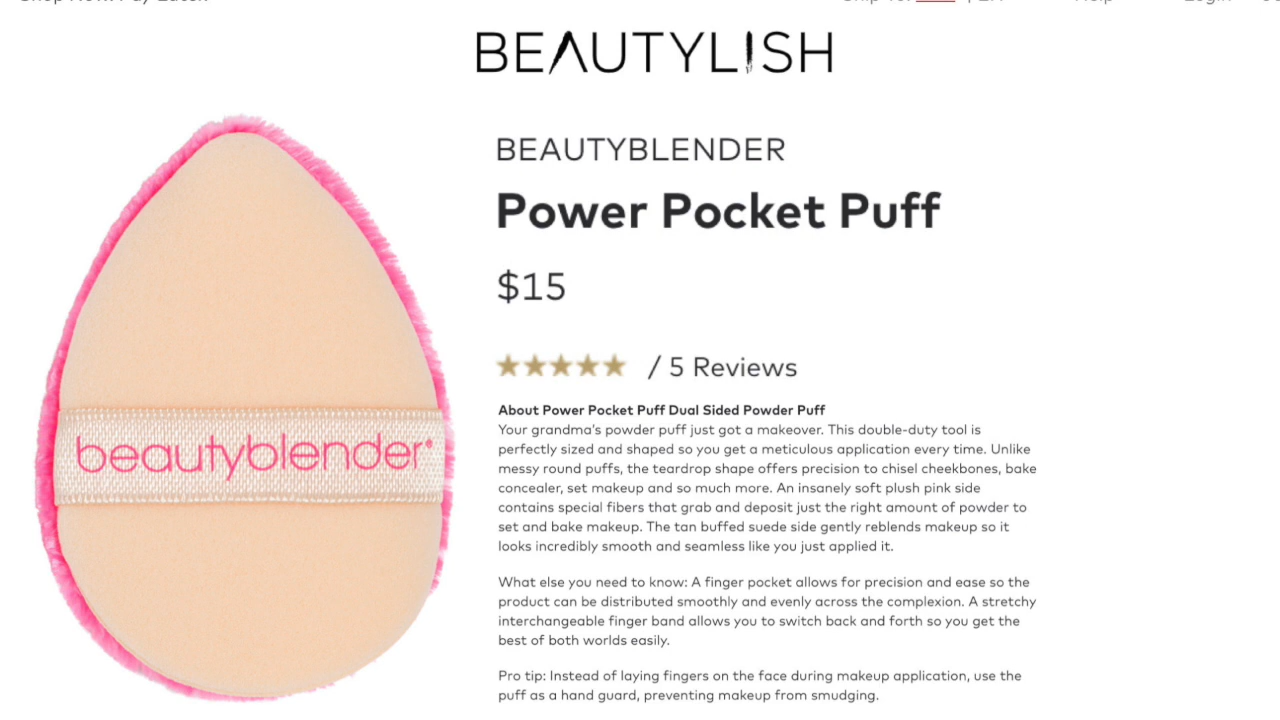 BEAUTYLISH
BEAUTYBLENDER
Power Pocket Puff
$15
/ 5 Reviews
beautyblender®
About Power Pocket Puff Dual Sided Powder Puff
Your grandma's powder puff just got a makeover. This double-duty tool is
perfectly sized and shaped so you get a meticulous application every time. Unlike
messy round puffs, the teardrop shape offers precision to chisel cheekbones, bake
concealer, set makeup and so much more. An insanely soft plush pink side
contains special fibers that grab and deposit just the right amount of powder to
set and bake makeup. The tan buffed suede side gently reblends makeup so it
looks incredibly smooth and seamless like you just applied it.
What else you need to know: A finger pocket allows for precision and ease so the
product can be distributed smoothly and evenly across the complexion. A stretchy
interchangeable finger band allows you to switch back and forth so you get the
best of both worlds easily.
Pro tip: Instead of laying fingers on the face during makeup application, use the
puff as a hand guard, preventing makeup from smudging.